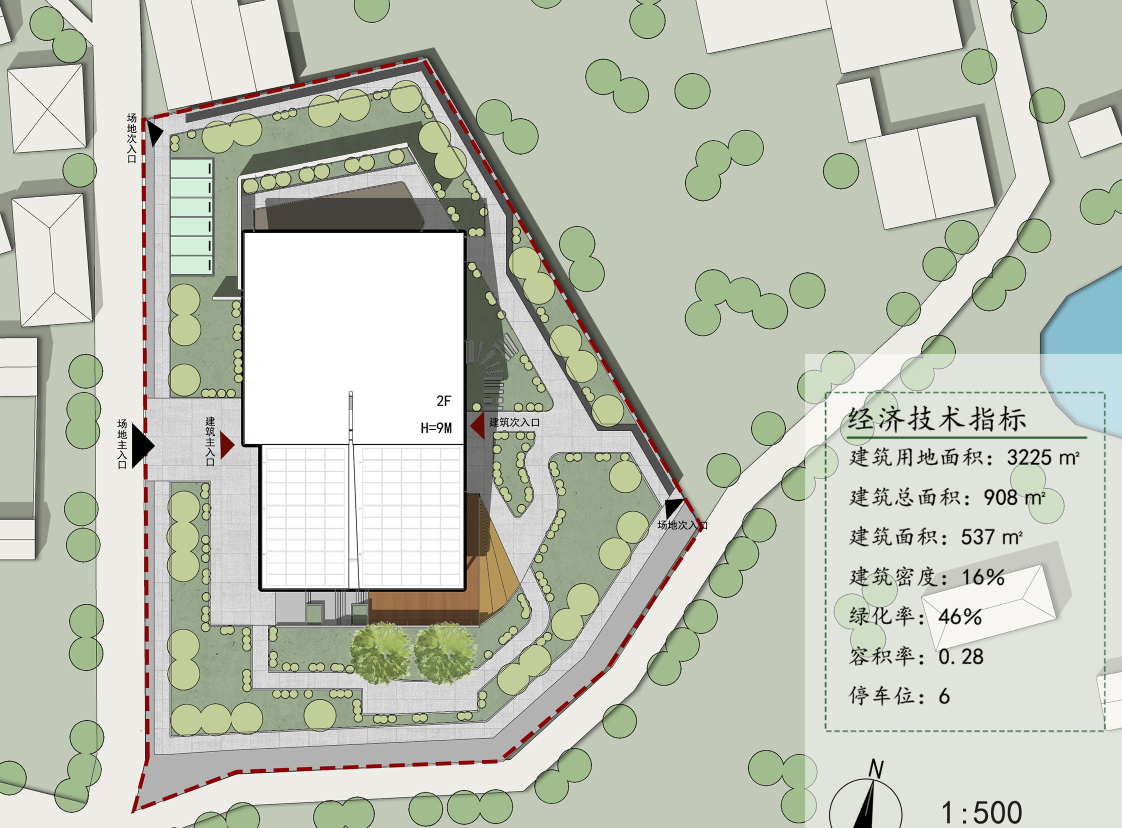 场地次入口
2F
H=9M
建筑次入口
场地主入口
建筑主入口
场地次入口
经济技术指标
建筑用地面积：3225 ㎡
建筑总面积：908 ㎡
建筑面积：537 ㎡
建筑密度：16%
绿化率：46%
容积率：0.28
停车位：6
N
1:500